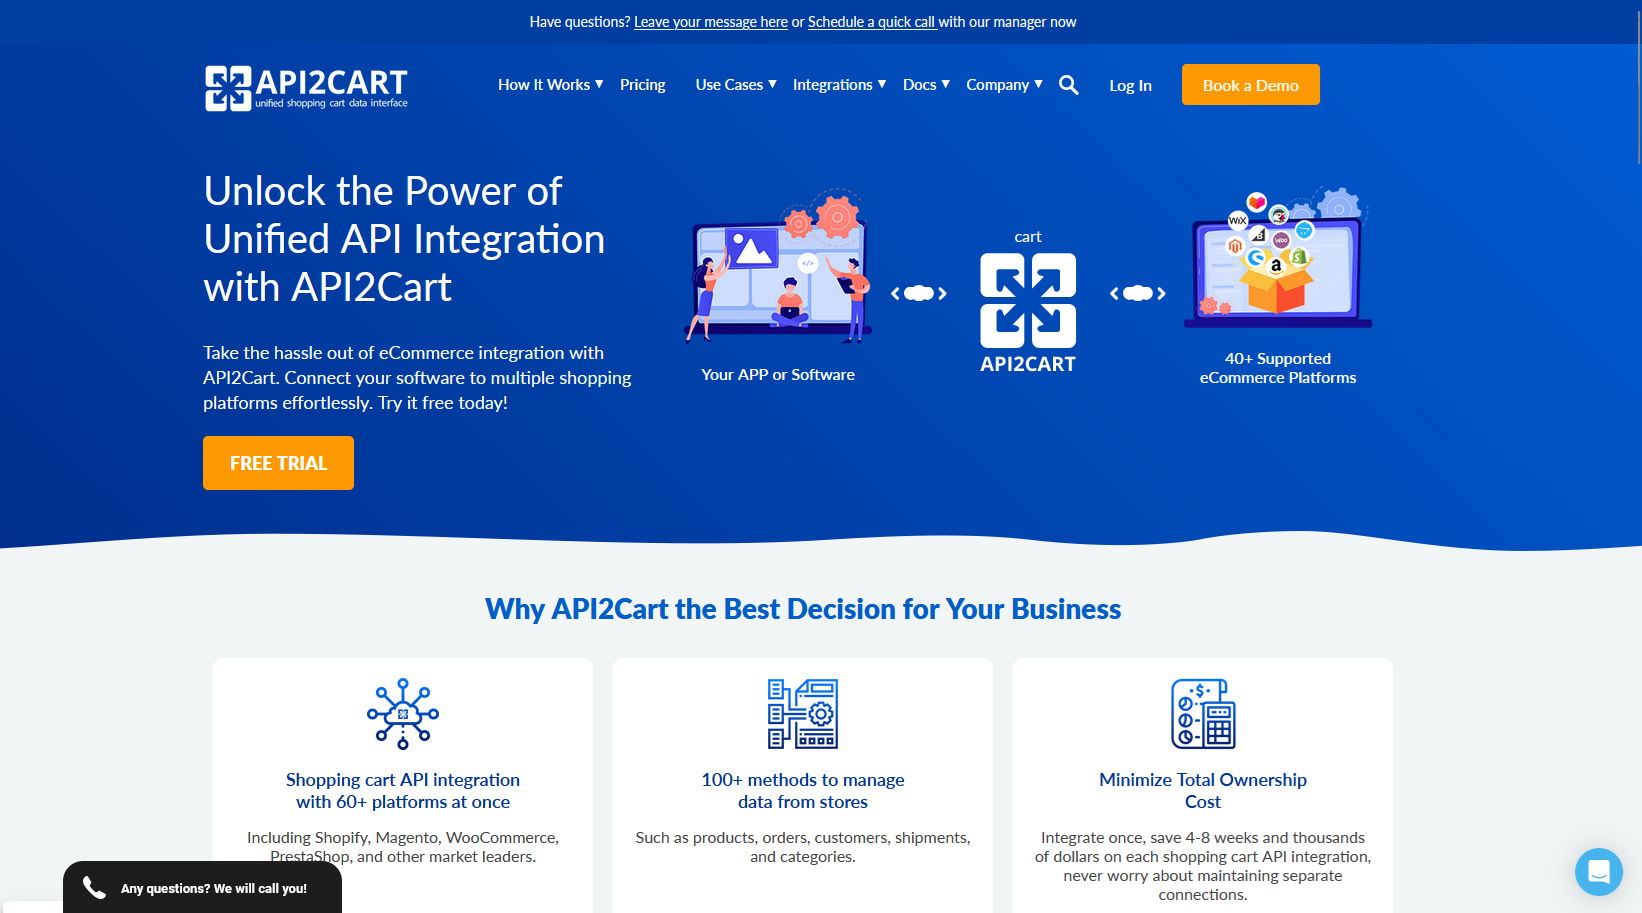 Have questions? Leave your message here or Schedule a quick call with our manager now
API2CART
unified shopping cart data interface
How It Works ▼ Pricing Use Cases ▼ Integrations ▼ Docs ▼ Company ▼ Log In Book a Demo
Unlock the Power of
Unified API Integration
with API2Cart
Take the hassle out of eCommerce integration with
API2Cart. Connect your software to multiple shopping
platforms effortlessly. Try it free today!
FREE TRIAL
</>
Your APP or Software
cart
API2CART
WiX
B
woo
a
40+ Supported
eCommerce Platforms
Why API2Cart the Best Decision for Your Business
Shopping cart API integration
with 60+ platforms at once
Including Shopify, Magento, WooCommerce,
PrestaShop, and other market leaders.
100+ methods to manage
data from stores
Such as products, orders, customers, shipments,
and categories.
$
Minimize Total Ownership
Cost
Integrate once, save 4-8 weeks and thousands
of dollars on each shopping cart API integration,
never worry about maintaining separate
connections.
Any questions? We will call you!